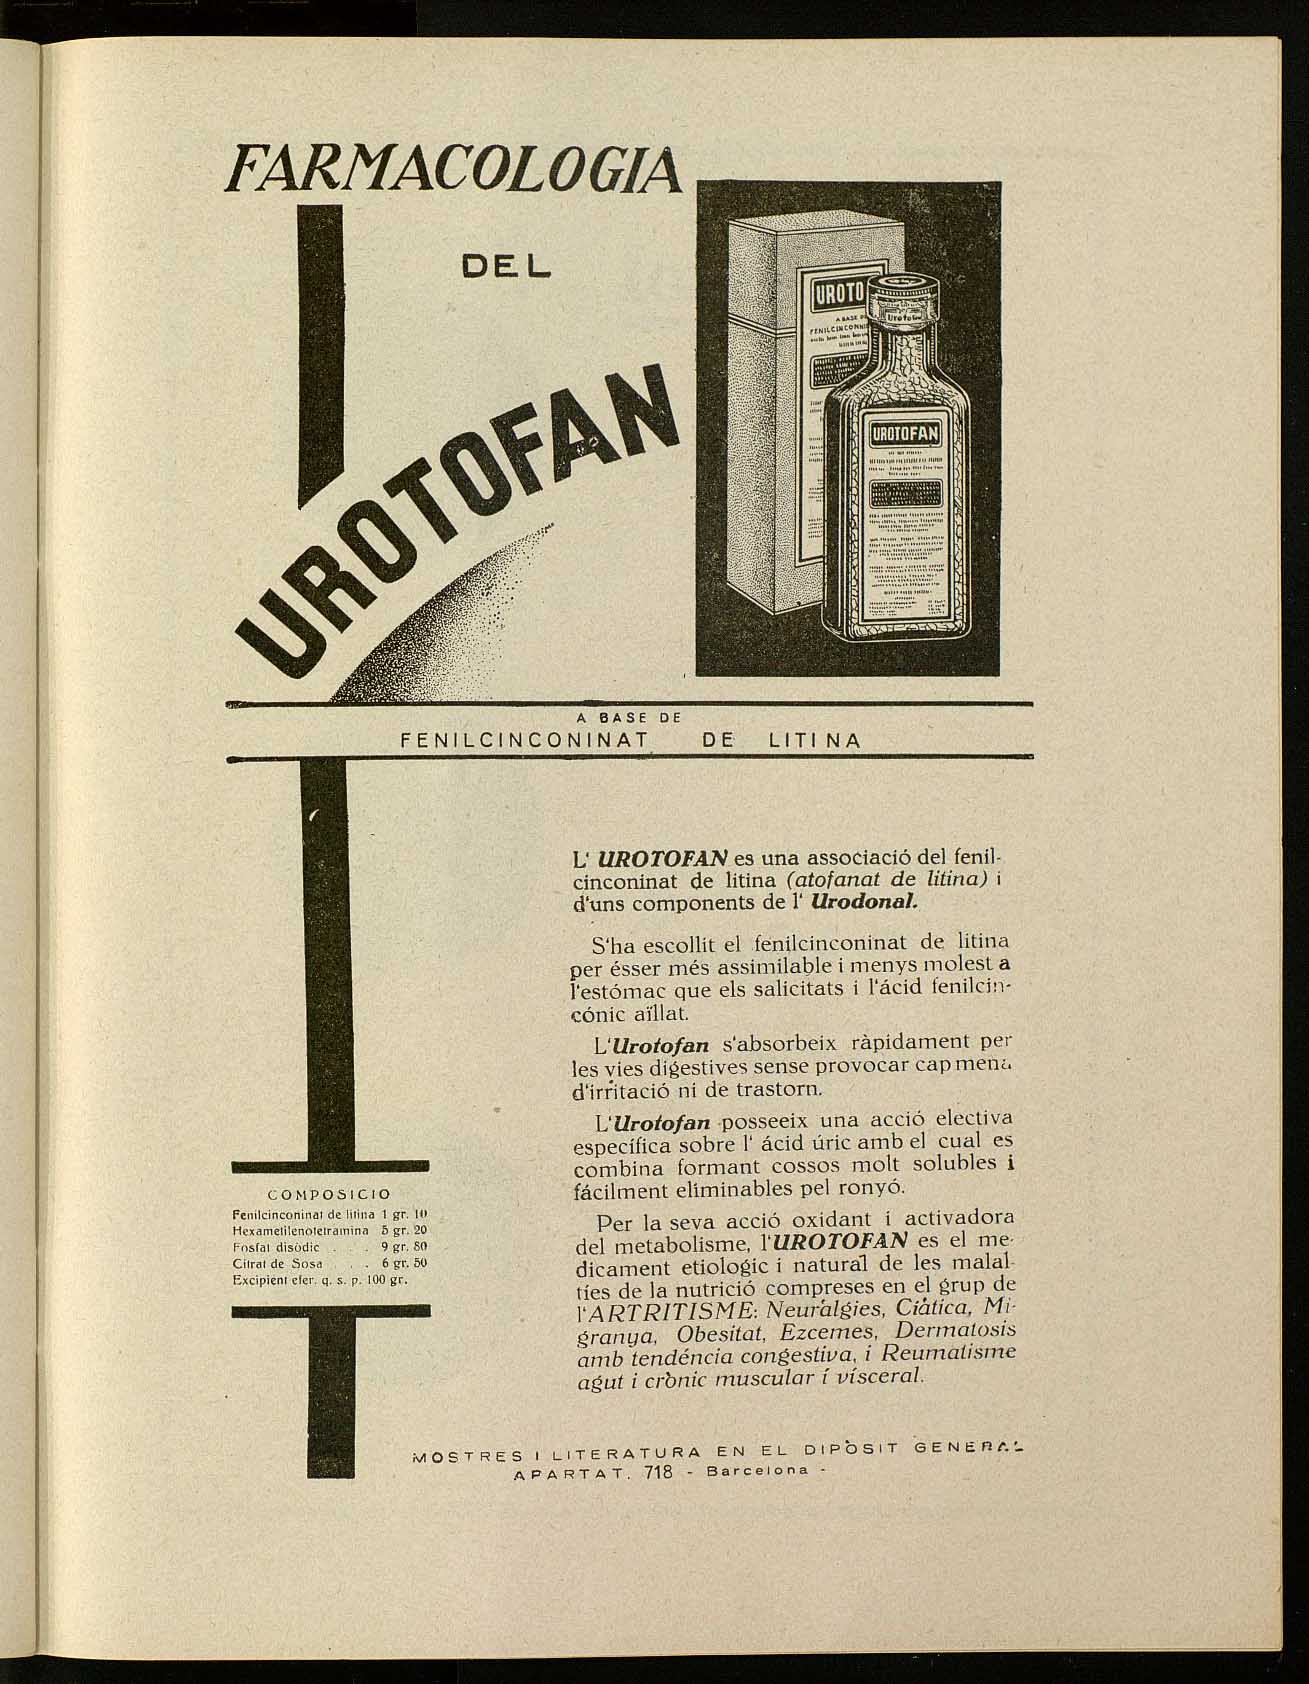 FARMACOLOGIA
DEL
UROTOFAN
UROTO
A BASE DE
FENILCINCONI
Urotofan
UROTOFAN
A BASE DE
FENILCINCONINAT DE LITINA
L' UROTOFAN es una associació del fenil-
cinconinat de litina (atofanat de litina) i
d'uns components de l' Urodonal.
S'ha escollit el fenilcinconinat de litina
per ésser més assimilable i menys molest a
l'estómac que els salicitats i l'ácid fenilcin-
cónic aïllat.
L'Urotofan s'absorbeix ràpidament per
les vies digestives sense provocar cap mena
d'irritació ni de trastorn.
L'Urotofan posseeix una acció electiva
específica sobre l' ácid úric amb el cual es
combina formant cossos molt solubles i
fácilment eliminables pel ronyó.
Per la seva acció oxidant i activadora
del metabolisme, l'UROTOFAN es el me-
dicament etiologic i natural de les malal-
tíes de la nutrició compreses en el grup de
l'ARTRITISME: Neuràlgies, Ciàtica, Mi-
granya, Obesitat, Ezcemes, Dermatosis
amb tendéncia congestiva, i Reumatisme
agut i crònic muscular í vísceral.
COMPOSICIO
Fenilcinconinat de litina 1 gr. 10
Hexametilenotetramina 5 gr. 20
Fosfat disòdic . . . 9 gr. 80
Citrat de Sosa . . . 6 gr. 50
Excipient efer. q. s. p. 100 gr.
MOSTRES I LITERATURA EN EL DIPÒSIT GENERAL
APARTAT. 718 - Barcelona -